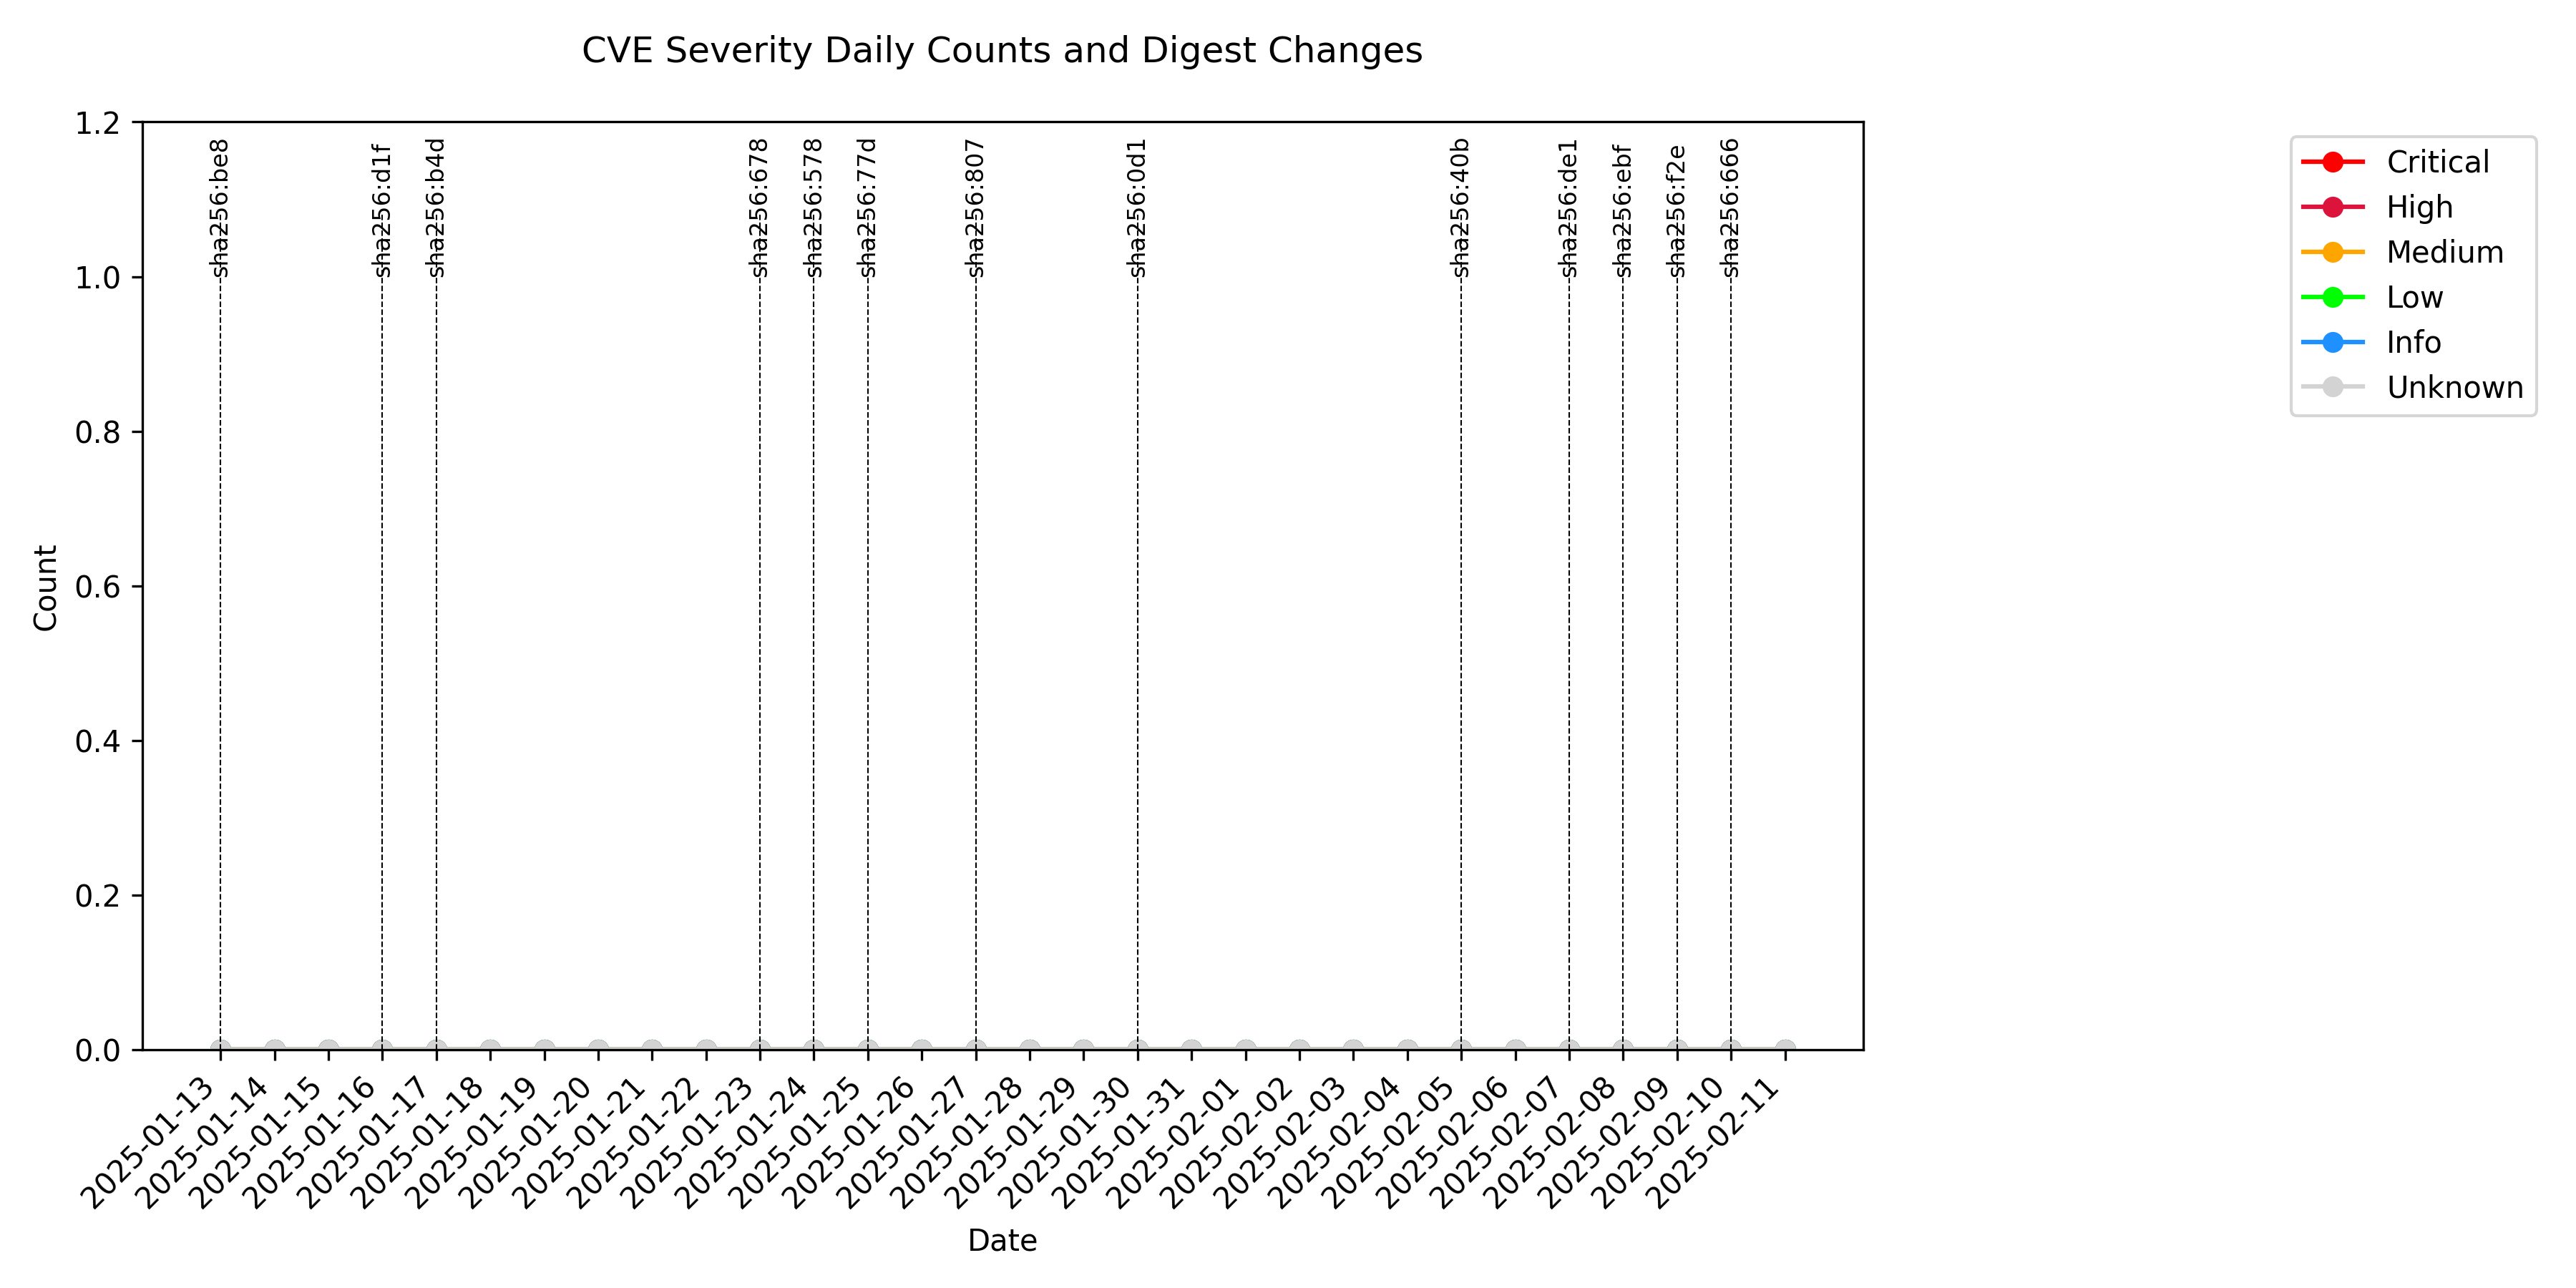 CVE Severity Daily Counts and Digest Changes
1.2
1.0
0.8
0.6
0.4
0.2
0.0
Count
sha256:be8
sha256:d1f
sha256:b4d
sha256:678
sha256:578
sha256:77d
sha256:807
sha256:0d1
sha256:40b
sha256:de1
sha256:ebf
sha256:f2e
sha256:666
Critical
High
Medium
Low
Info
Unknown
2025-01-13
2025-01-14
2025-01-15
2025-01-16
2025-01-17
2025-01-18
2025-01-19
2025-01-20
2025-01-21
2025-01-22
2025-01-23
2025-01-24
2025-01-25
2025-01-26
2025-01-27
2025-01-28
2025-01-29
2025-01-30
2025-01-31
2025-02-01
2025-02-02
2025-02-03
2025-02-04
2025-02-05
2025-02-06
2025-02-07
2025-02-08
2025-02-09
2025-02-10
2025-02-11
Date